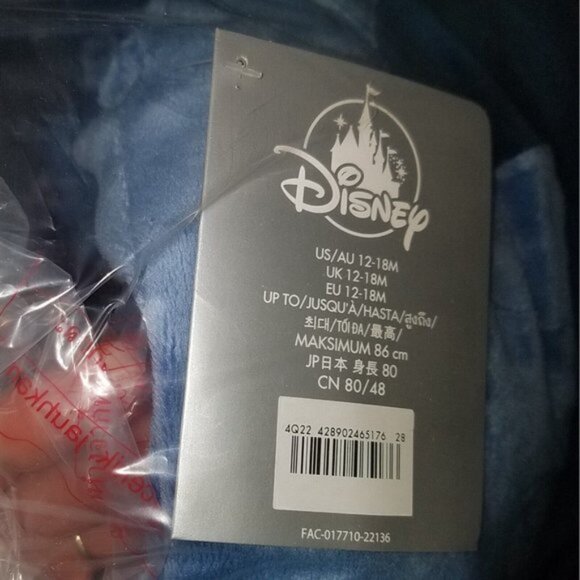 Disney
US/AU 12-18M
UK 12-18M
EU 12-18M
UP TO/JUSQU'À/HASTA/สูงถึง/
최대/TỐI ĐA/最高/
MAKSIMUM 86 cm
JP日本 身長 80
CN 80/48
4Q22 428902465176 28
FAC-017710-22136
jauhkan